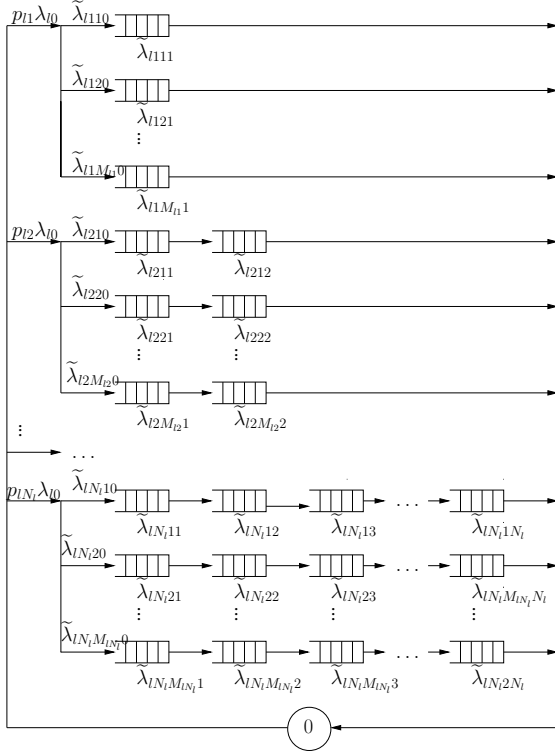 p_{l1}λ_{l0} λ̃_{l110}
λ̃_{l111}
λ̃_{l120}
λ̃_{l121}
⋮
λ̃_{l1M_{l1}0}
λ̃_{l1M_{l1}1}
p_{l2}λ_{l0} λ̃_{l210}
λ̃_{l211} λ̃_{l212}
λ̃_{l220}
λ̃_{l221} λ̃_{l222}
⋮ ⋮
λ̃_{l2M_{l2}0}
λ̃_{l2M_{l2}1} λ̃_{l2M_{l2}2}
⋮
...
p_{lN_l}λ_{l0} λ̃_{lN_l10}
...
λ̃_{lN_l11} λ̃_{lN_l12} λ̃_{lN_l13} λ̃_{lN_l1N_l}
λ̃_{lN_l20}
...
λ̃_{lN_l21} λ̃_{lN_l22} λ̃_{lN_l23} λ̃_{lN_lM_{lN_l}N_l}
⋮ ⋮ ⋮ ⋮
λ̃_{lN_lM_{lN_l}0}
...
λ̃_{lN_lM_{lN_l}1} λ̃_{lN_lM_{lN_l}2} λ̃_{lN_lM_{lN_l}3} λ̃_{lN_l2N_l}
0